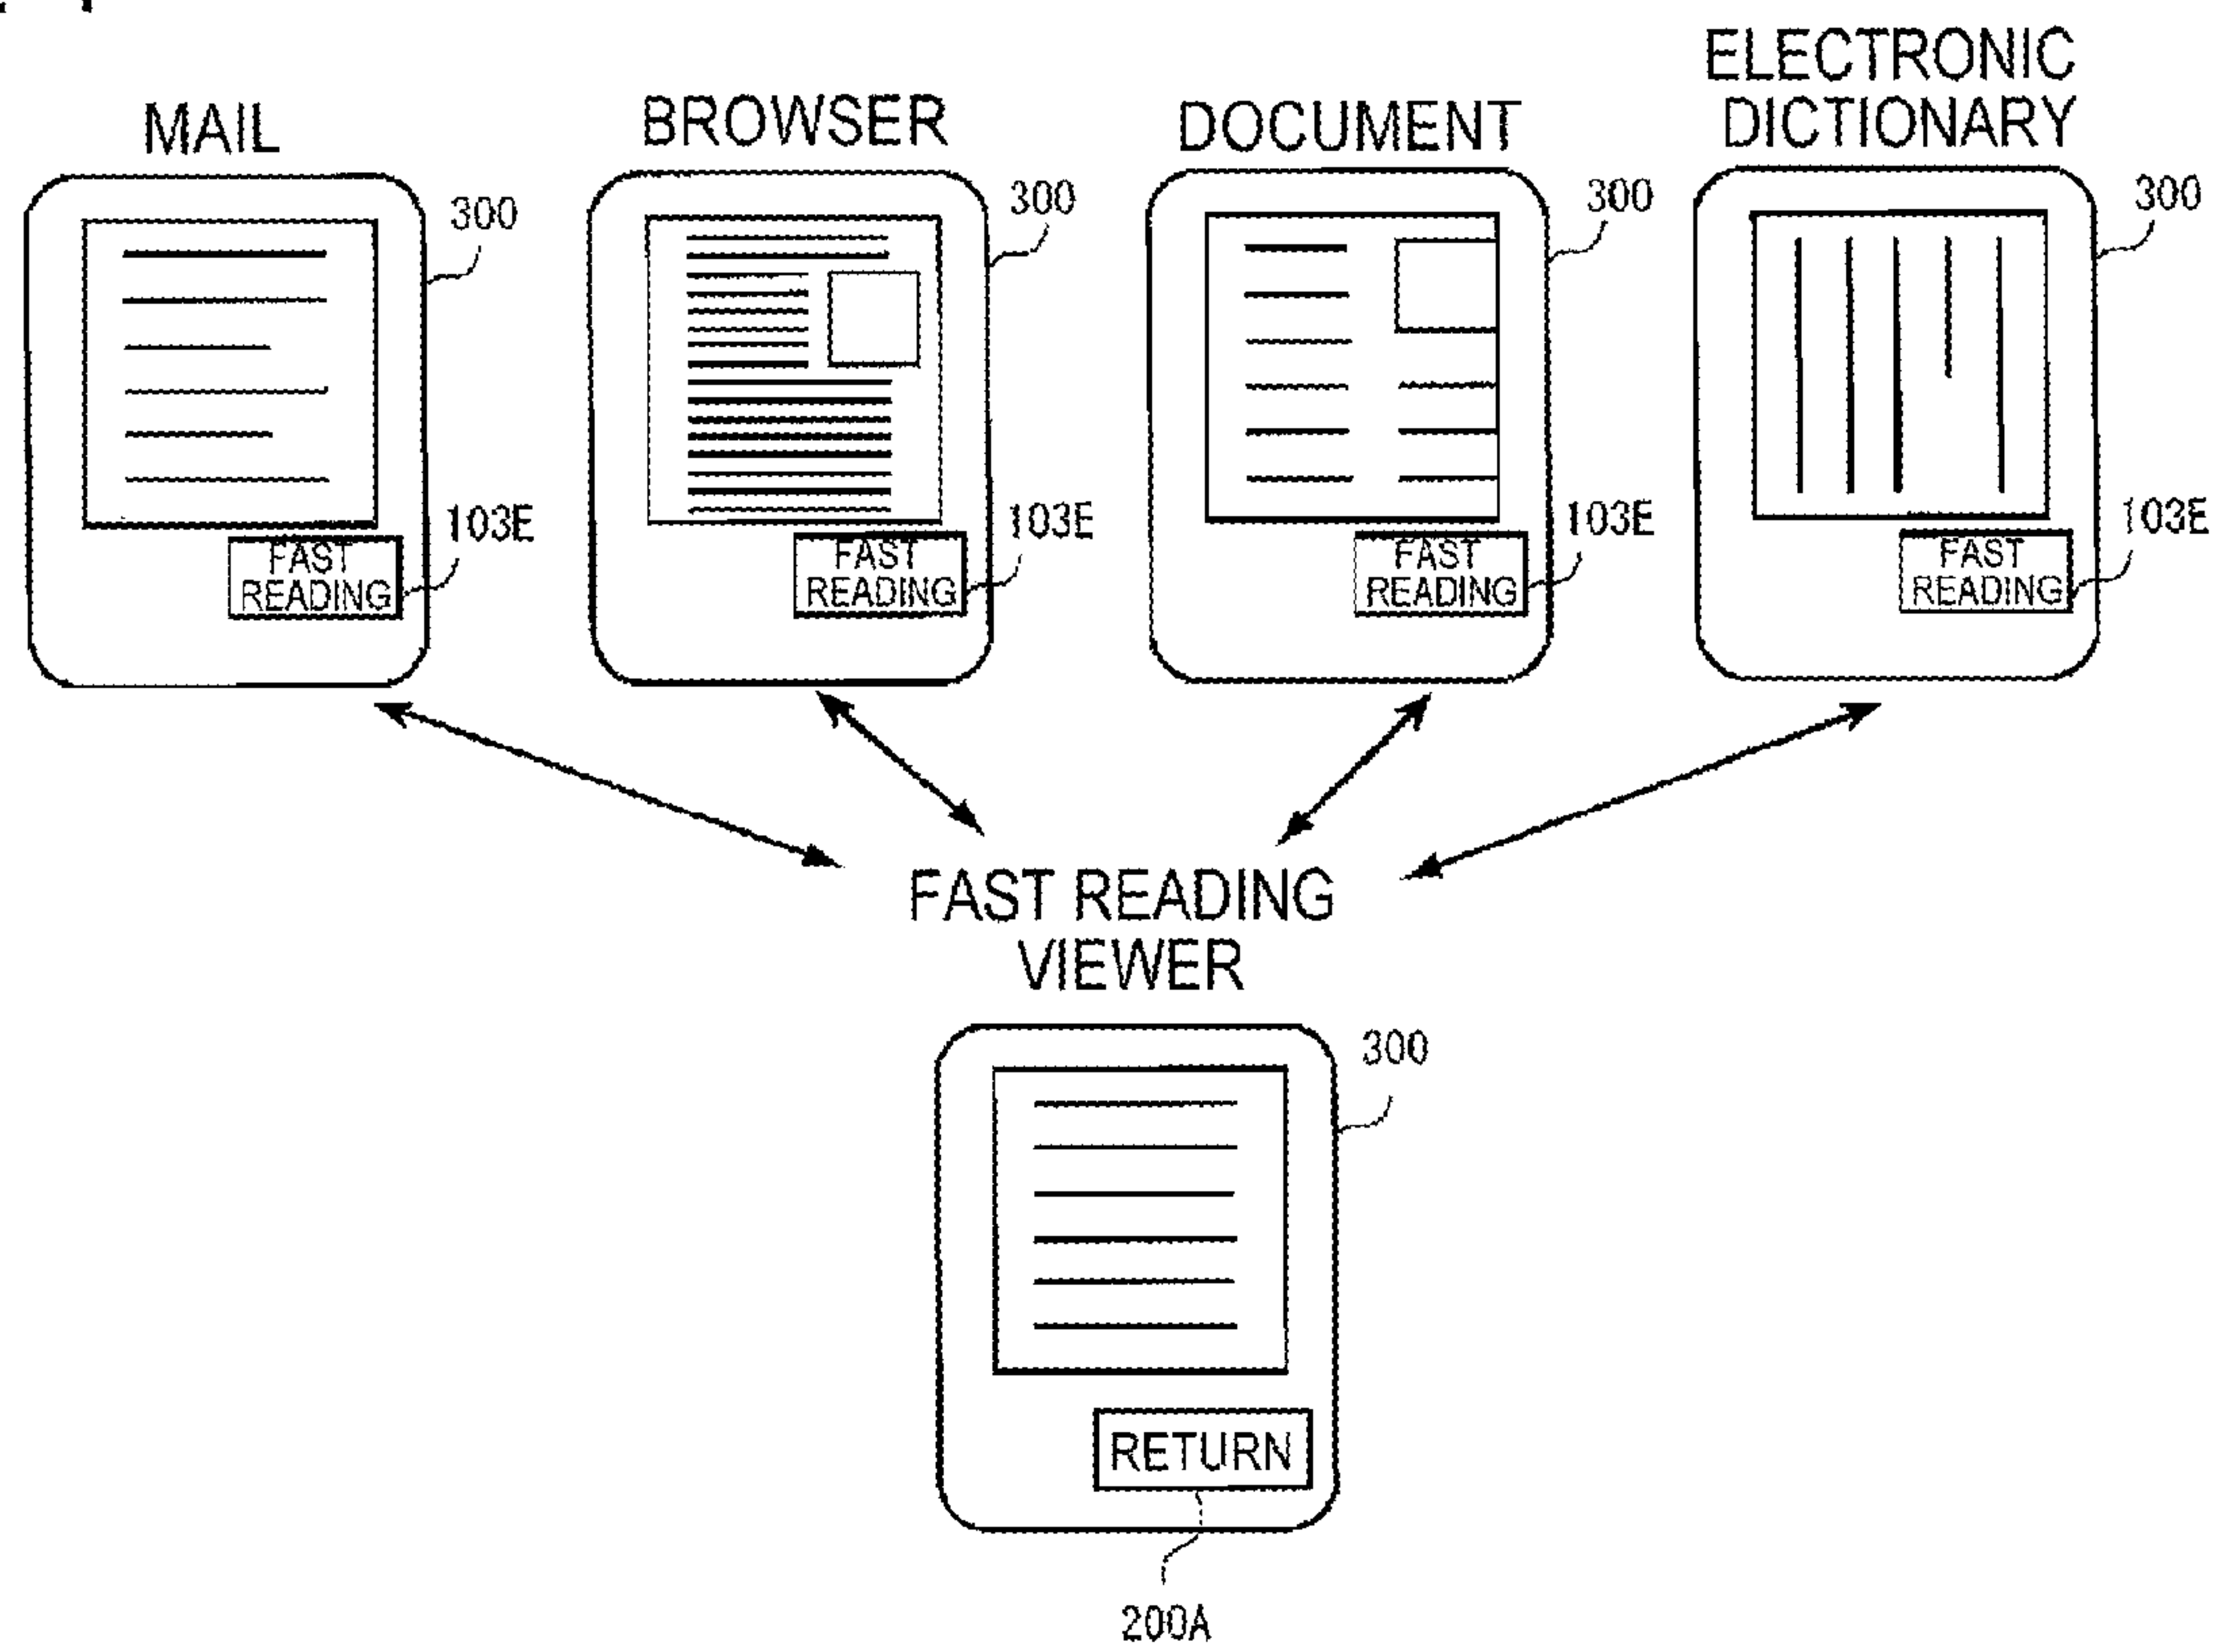 MAIL
BROWSER
DOCUMENT
ELECTRONIC
DICTIONARY
300
300
300
300
103E
103E
103E
103E
FAST
READING
FAST
READING
FAST
READING
FAST
READING
FAST READING
VIEWER
300
RETURN
200A